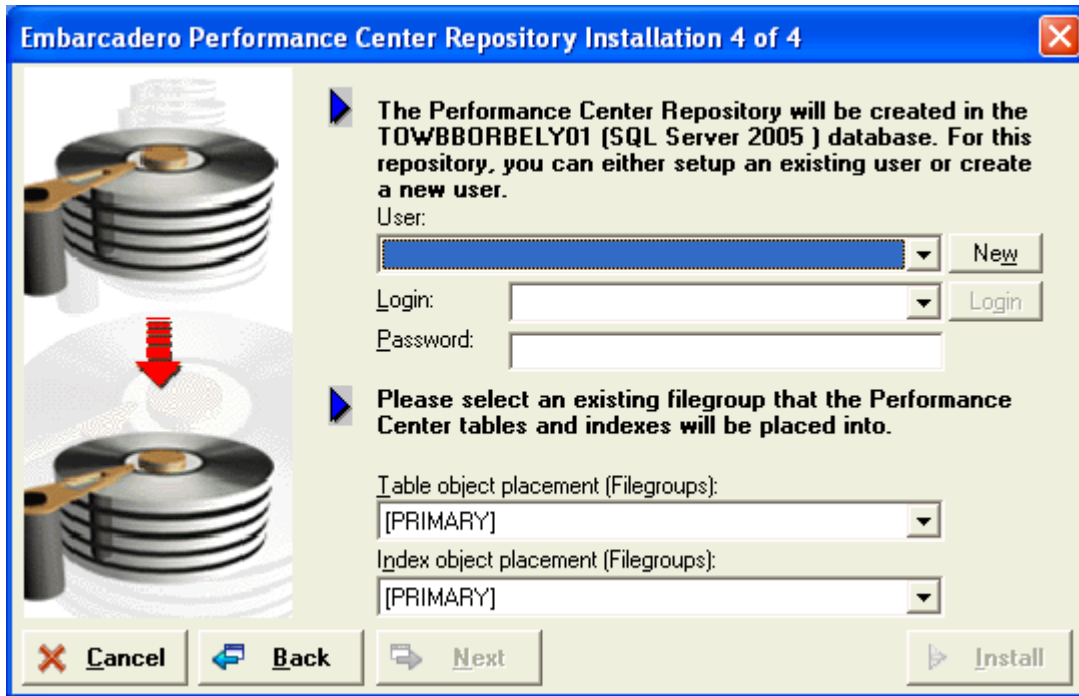 Embarcadero Performance Center Repository Installation 4 of 4
The Performance Center Repository will be created in the
TOWBBORBELY01 (SQL Server 2005 ) database. For this
repository, you can either setup an existing user or create
a new user.
User:
New
Login:
Login
Password:
Please select an existing filegroup that the Performance
Center tables and indexes will be placed into.
Table object placement (Filegroups):
[PRIMARY]
Index object placement (Filegroups):
[PRIMARY]
Cancel
Back
Next
Install